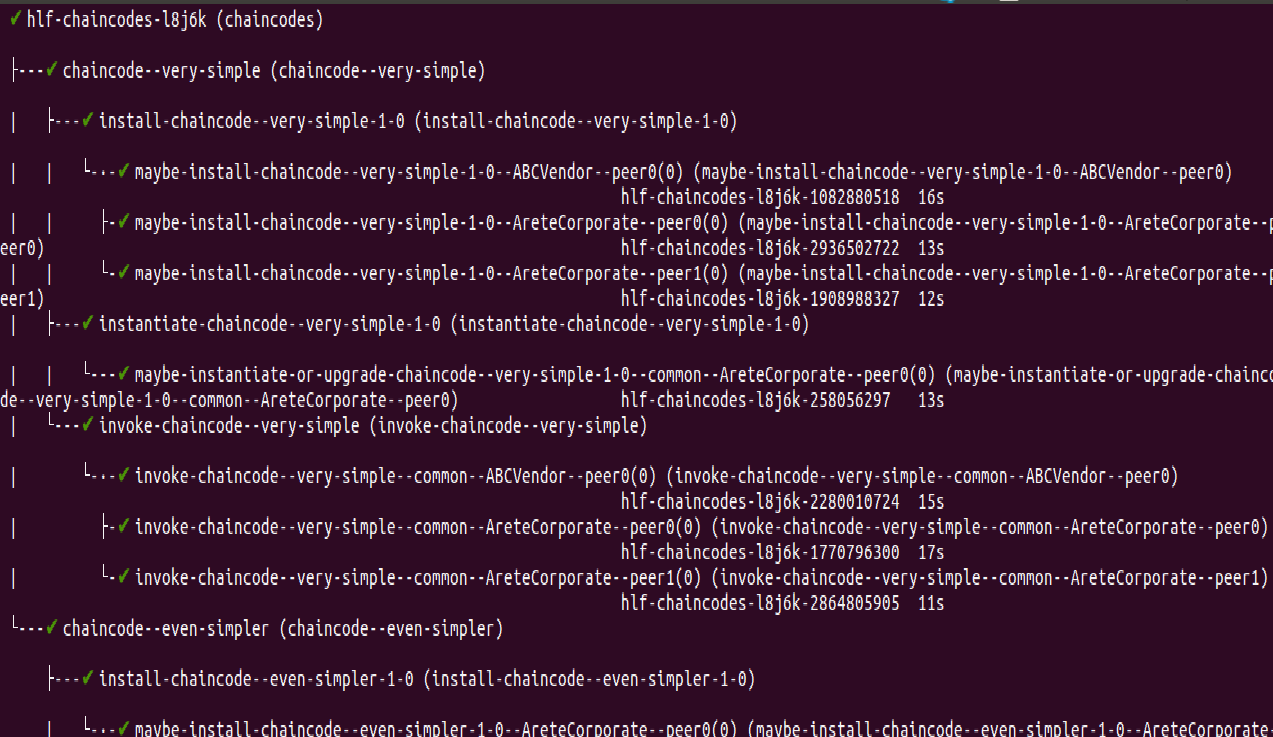 ✔ hlf-chaincodes-l8j6k (chaincodes)
├---✔ chaincode--very-simple (chaincode--very-simple)
| ├---✔ install-chaincode--very-simple-1-0 (install-chaincode--very-simple-1-0)
| | └-·-✔ maybe-install-chaincode--very-simple-1-0--ABCVendor--peer0(0) (maybe-install-chaincode--very-simple-1-0--ABCVendor--peer0)
hlf-chaincodes-l8j6k-1082880518 16s
| | ├-✔ maybe-install-chaincode--very-simple-1-0--AreteCorporate--peer0(0) (maybe-install-chaincode--very-simple-1-0--AreteCorporate--p
eer0) hlf-chaincodes-l8j6k-2936502722 13s
| | └-✔ maybe-install-chaincode--very-simple-1-0--AreteCorporate--peer1(0) (maybe-install-chaincode--very-simple-1-0--AreteCorporate--p
eer1) hlf-chaincodes-l8j6k-1908988327 12s
| ├---✔ instantiate-chaincode--very-simple-1-0 (instantiate-chaincode--very-simple-1-0)
| | └---✔ maybe-instantiate-or-upgrade-chaincode--very-simple-1-0--common--AreteCorporate--peer0(0) (maybe-instantiate-or-upgrade-chainco
de--very-simple-1-0--common--AreteCorporate--peer0) hlf-chaincodes-l8j6k-258056297 13s
| └---✔ invoke-chaincode--very-simple (invoke-chaincode--very-simple)
| └-·-✔ invoke-chaincode--very-simple--common--ABCVendor--peer0(0) (invoke-chaincode--very-simple--common--ABCVendor--peer0)
hlf-chaincodes-l8j6k-2280010724 15s
| ├-✔ invoke-chaincode--very-simple--common--AreteCorporate--peer0(0) (invoke-chaincode--very-simple--common--AreteCorporate--peer0)
hlf-chaincodes-l8j6k-1770796300 17s
| └-✔ invoke-chaincode--very-simple--common--AreteCorporate--peer1(0) (invoke-chaincode--very-simple--common--AreteCorporate--peer1)
hlf-chaincodes-l8j6k-2864805905 11s
└---✔ chaincode--even-simpler (chaincode--even-simpler)
├---✔ install-chaincode--even-simpler-1-0 (install-chaincode--even-simpler-1-0)
| └-·-✔ maybe-install-chaincode--even-simpler-1-0--AreteCorporate--peer0(0) (maybe-install-chaincode--even-simpler-1-0--AreteCorporate-